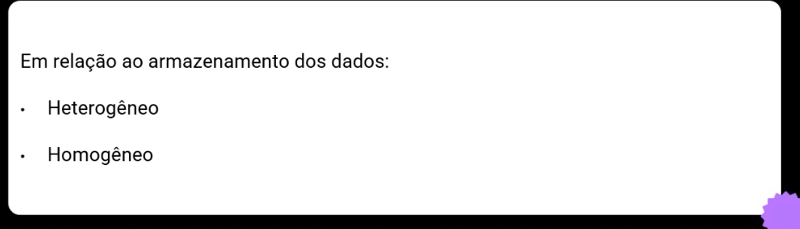 Em relação ao armazenamento dos dados:
• Heterogêneo
• Homogêneo